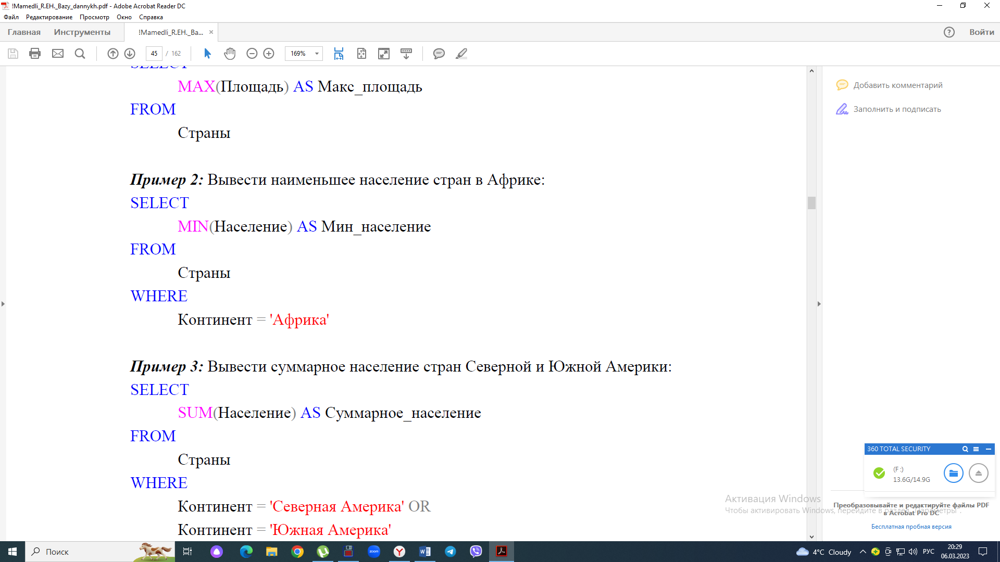 !Mamedli_R.EH._Bazy_dannykh.pdf - Adobe Acrobat Reader DC
Файл Редактирование Просмотр Окно Справка
Главная Инструменты !Mamedli_R.EH._Ba... Войти
45 / 162 169%
SELECT
MAX(Площадь) AS Макс_площадь
FROM
Страны
Пример 2: Вывести наименьшее население стран в Африке:
SELECT
MIN(Население) AS Мин_население
FROM
Страны
WHERE
Континент = 'Африка'
Пример 3: Вывести суммарное население стран Северной и Южной Америки:
SELECT
SUM(Население) AS Суммарное_население
FROM
Страны
WHERE
Континент = 'Северная Америка' OR
Континент = 'Южная Америка'
Добавить комментарий
Заполнить и подписать
360 TOTAL SECURITY
(F:)
13.6G/14.9G
Активация Windows
Чтобы активировать Windows, перейдите в раздел "Параметры".
Преобразовывайте и редактируйте файлы PDF
в Acrobat Pro DC
Бесплатная пробная версия
Поиск
zoom
4°C Cloudy
РУС
20:29
06.03.2023